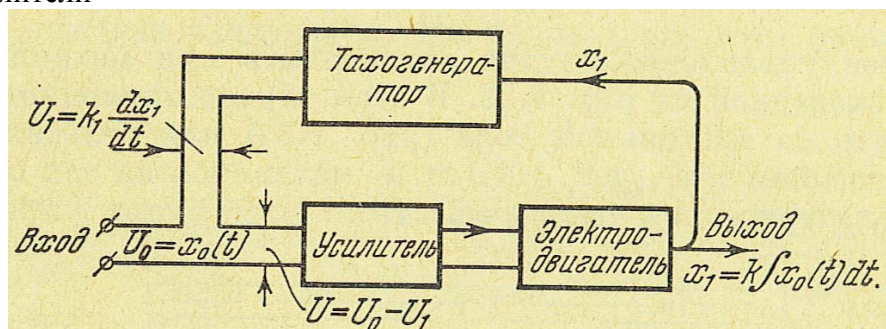 Тахогенера-
тор
x₁
U₁=k₁ dx₁/dt
Вход
U₀=x₀(t)
Усилитель
Электро-
двигатель
Выход
x₁=k∫x₀(t)dt.
U=U₀-U₁